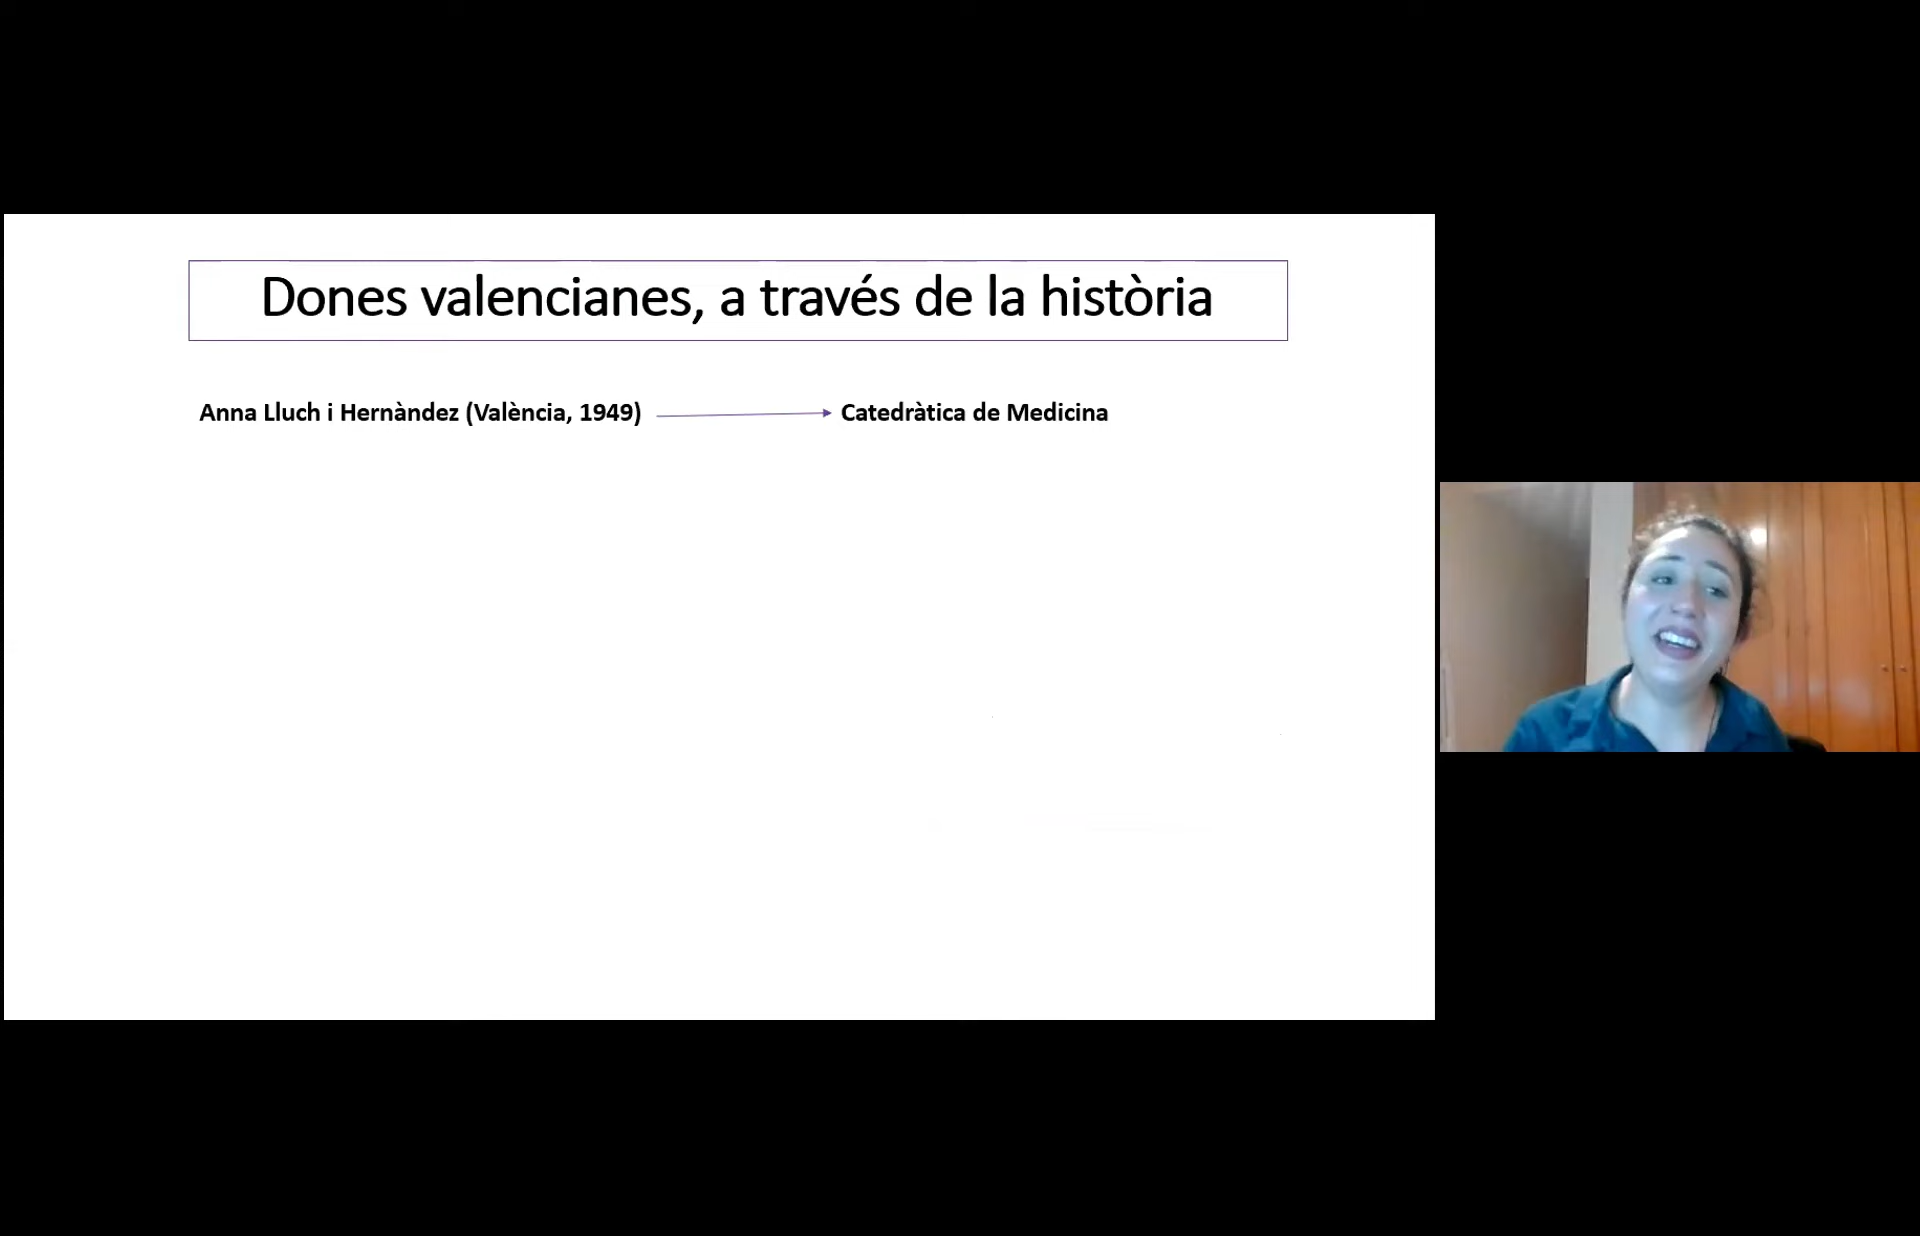 Dones valencianes, a través de la història
Anna Lluch i Hernàndez (València, 1949) Catedràtica de Medicina